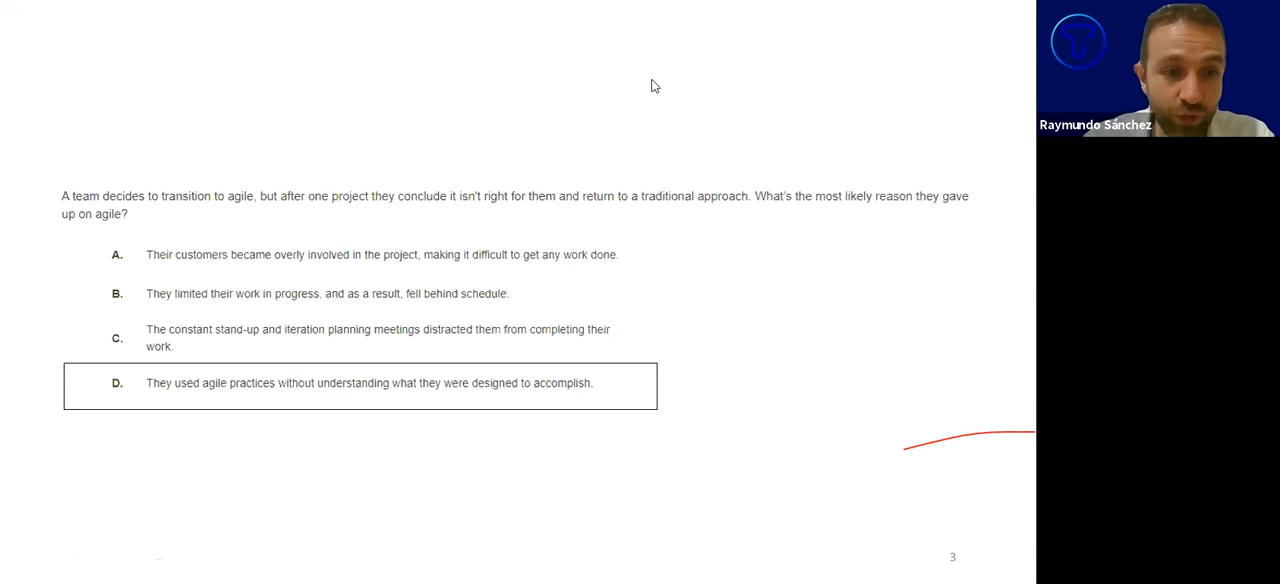 A team decides to transition to agile, but after one project they conclude it isn't right for them and return to a traditional approach. What's the most likely reason they gave
up on agile?
A. Their customers became overly involved in the project, making it difficult to get any work done.
B. They limited their work in progress, and as a result, fell behind schedule.
C. The constant stand-up and iteration planning meetings distracted them from completing their
work.
D. They used agile practices without understanding what they were designed to accomplish.
3
Raymundo Sánchez